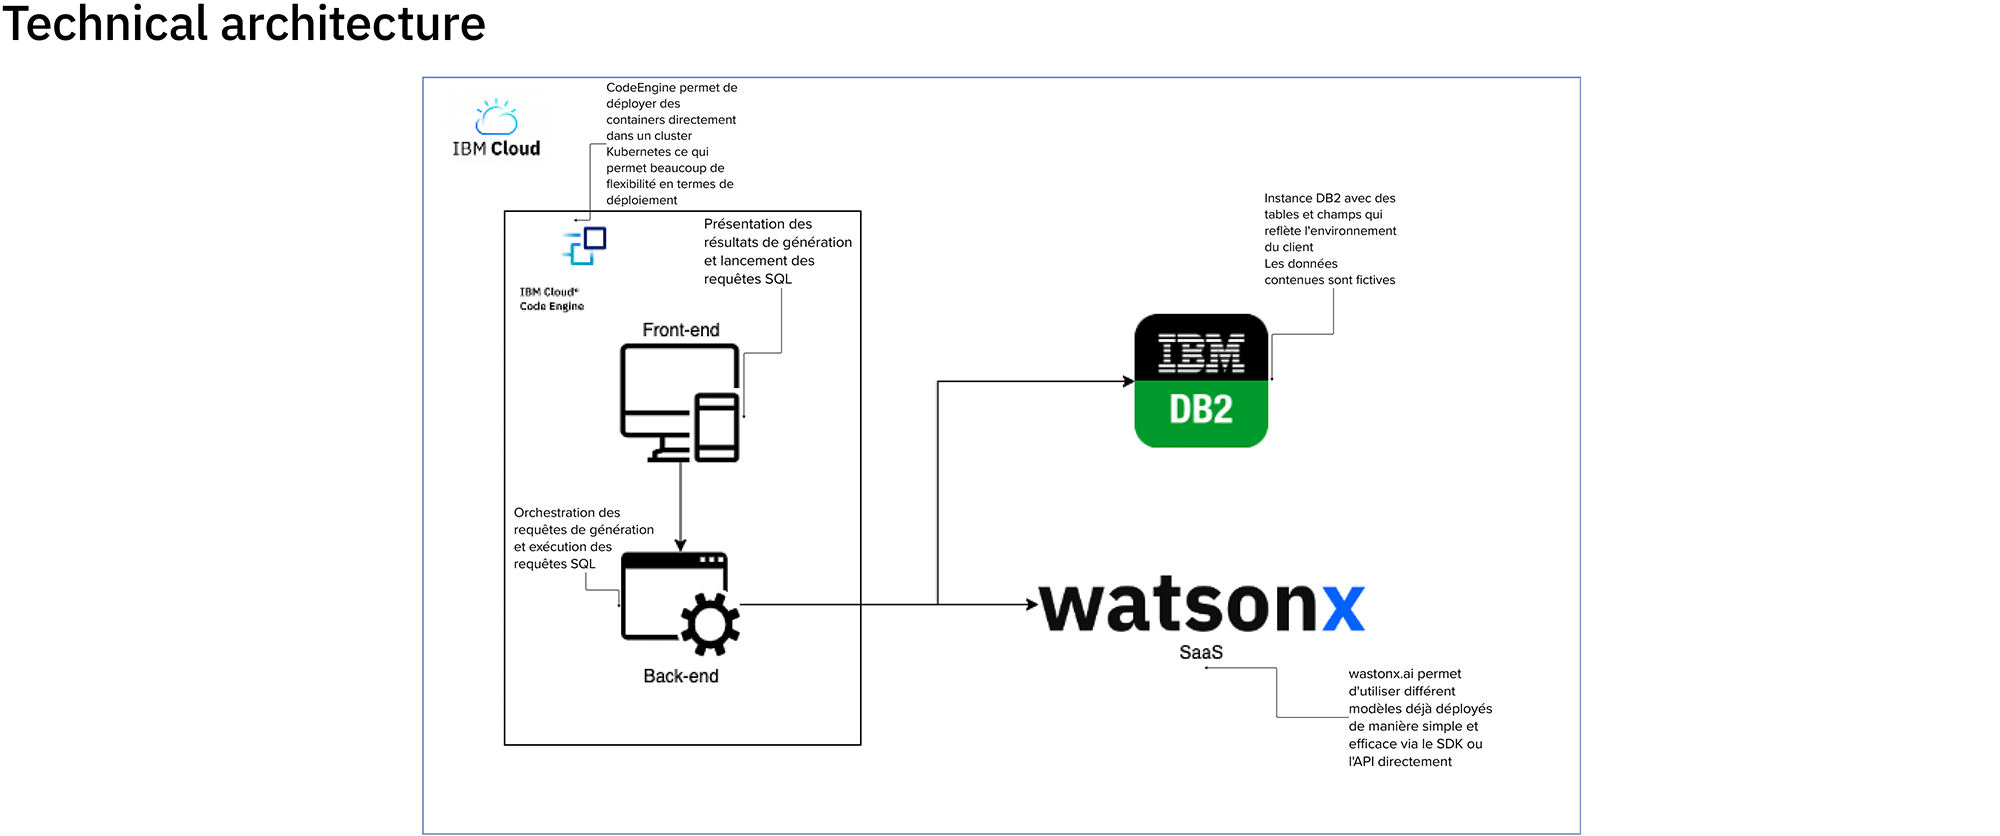 Technical architecture
IBM Cloud
CodeEngine permet de
déployer des
containers directement
dans un cluster
Kubernetes ce qui
permet beaucoup de
flexibilité en termes de
déploiement
IBM Cloud®
Code Engine
Présentation des
résultats de génération
et lancement des
requêtes SQL
Front-end
Orchestration des
requêtes de génération
et exécution des
requêtes SQL
Back-end
Instance DB2 avec des
tables et champs qui
reflète l'environnement
du client
Les données
contenues sont fictives
IBM
DB2
watsonx
SaaS
wastonx.ai permet
d'utiliser différent
modèles déjà déployés
de manière simple et
efficace via le SDK ou
l'API directement